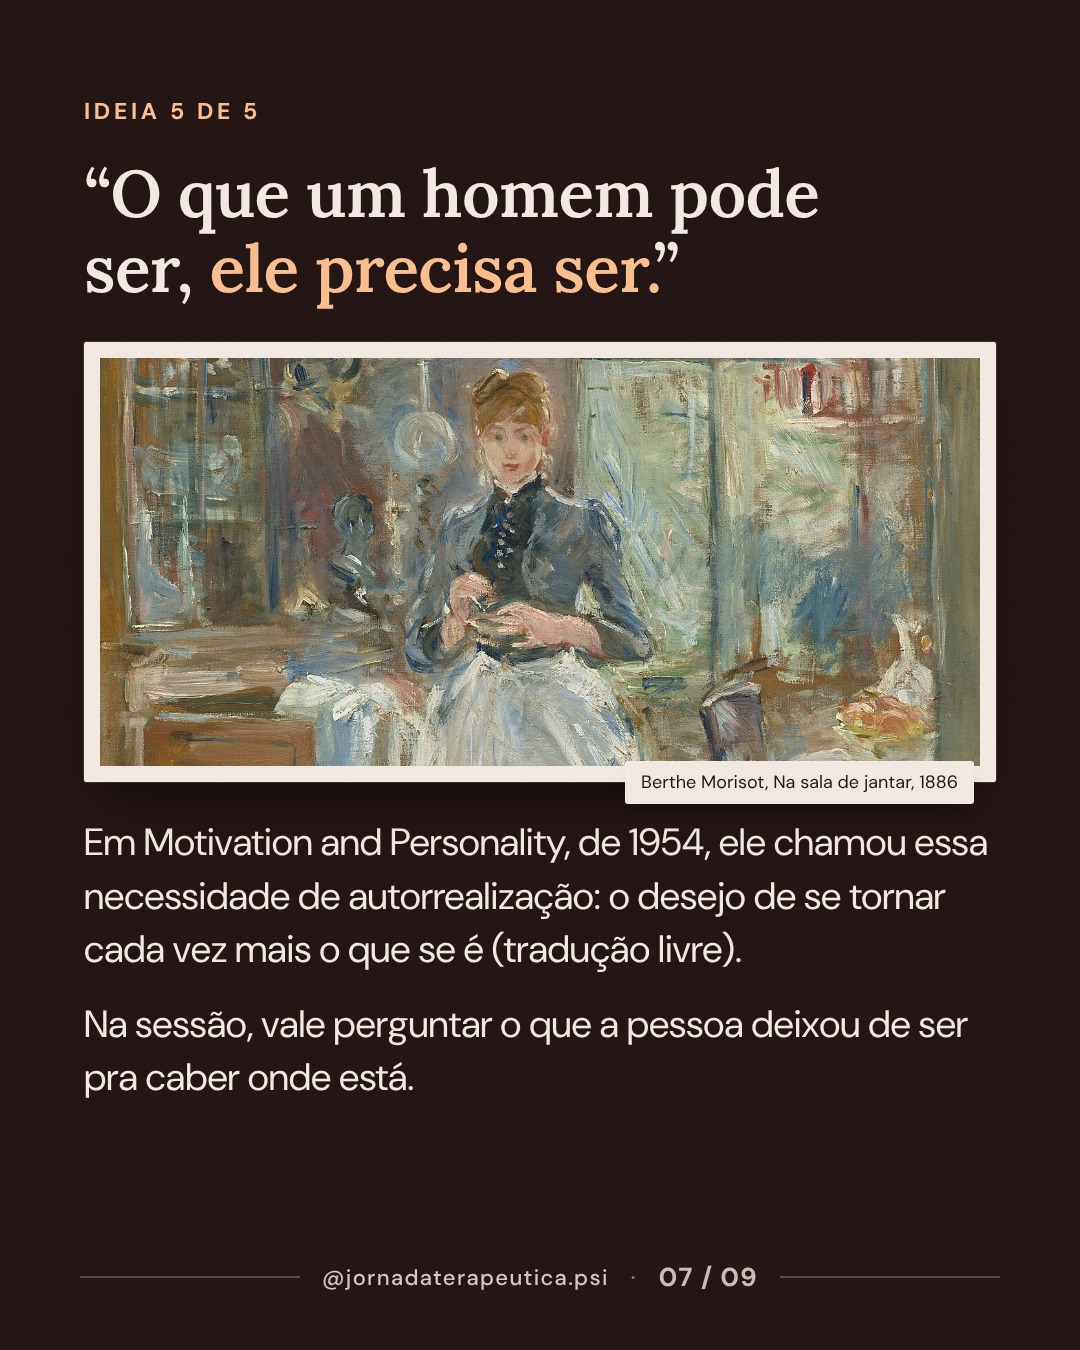 IDEIA 5 DE 5
“O que um homem pode
ser, ele precisa ser.”
Berthe Morisot, Na sala de jantar, 1886
Em Motivation and Personality, de 1954, ele chamou essa
necessidade de autorrealização: o desejo de se tornar
cada vez mais o que se é (tradução livre).
Na sessão, vale perguntar o que a pessoa deixou de ser
pra caber onde está.
@jornadaterapeutica.psi · 07 / 09